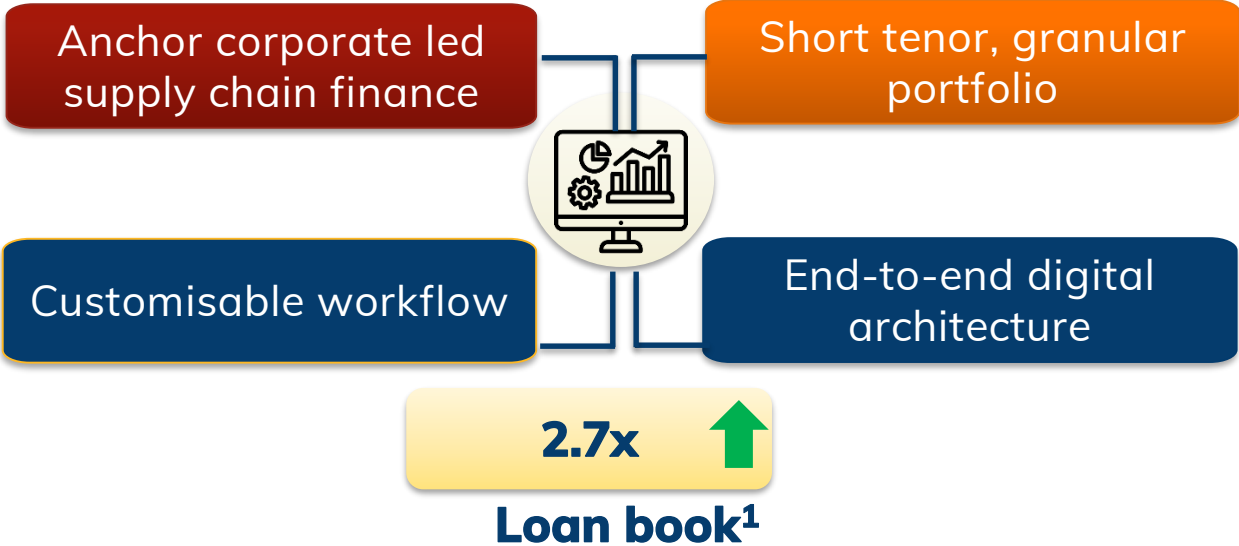 Anchor corporate led
supply chain finance
Short tenor, granular
portfolio
Customisable workflow
End-to-end digital
architecture
2.7x
Loan book¹